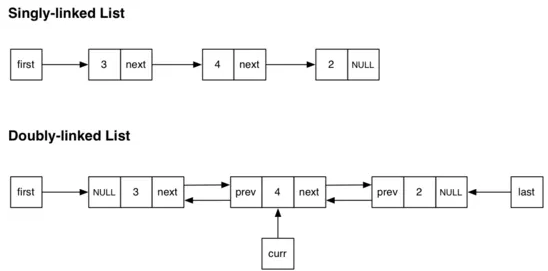 Singly-linked List
first 3 next 4 next 2 NULL
Doubly-linked List
first NULL 3 next prev 4 next prev 2 NULL last
curr